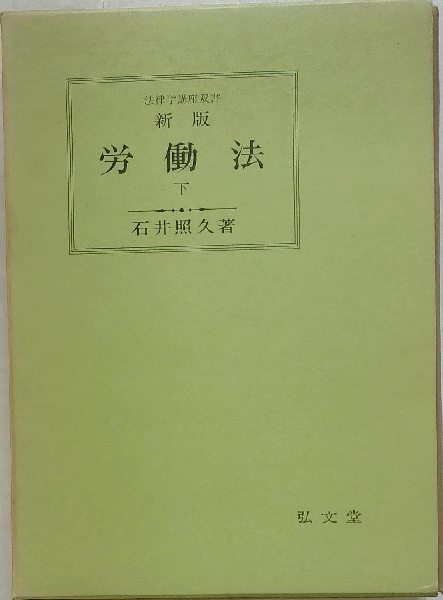 法律学講座双書
新版
労働法
下
石井照久著
弘文堂